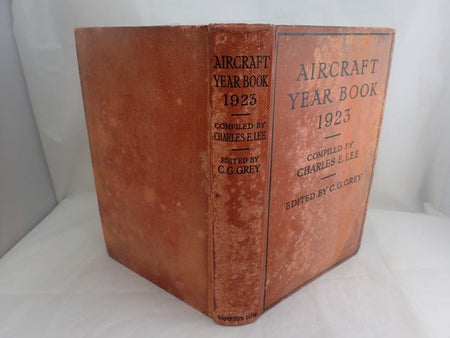 AIRCRAFT
YEAR BOOK
1923
COMPILED BY
CHARLES E. LEE
EDITED BY
C. G. GREY
SAMPSON LOW
AIRCRAFT
YEAR BOOK
1923
COMPILED BY
CHARLES E. LEE
EDITED BY C. G. GREY